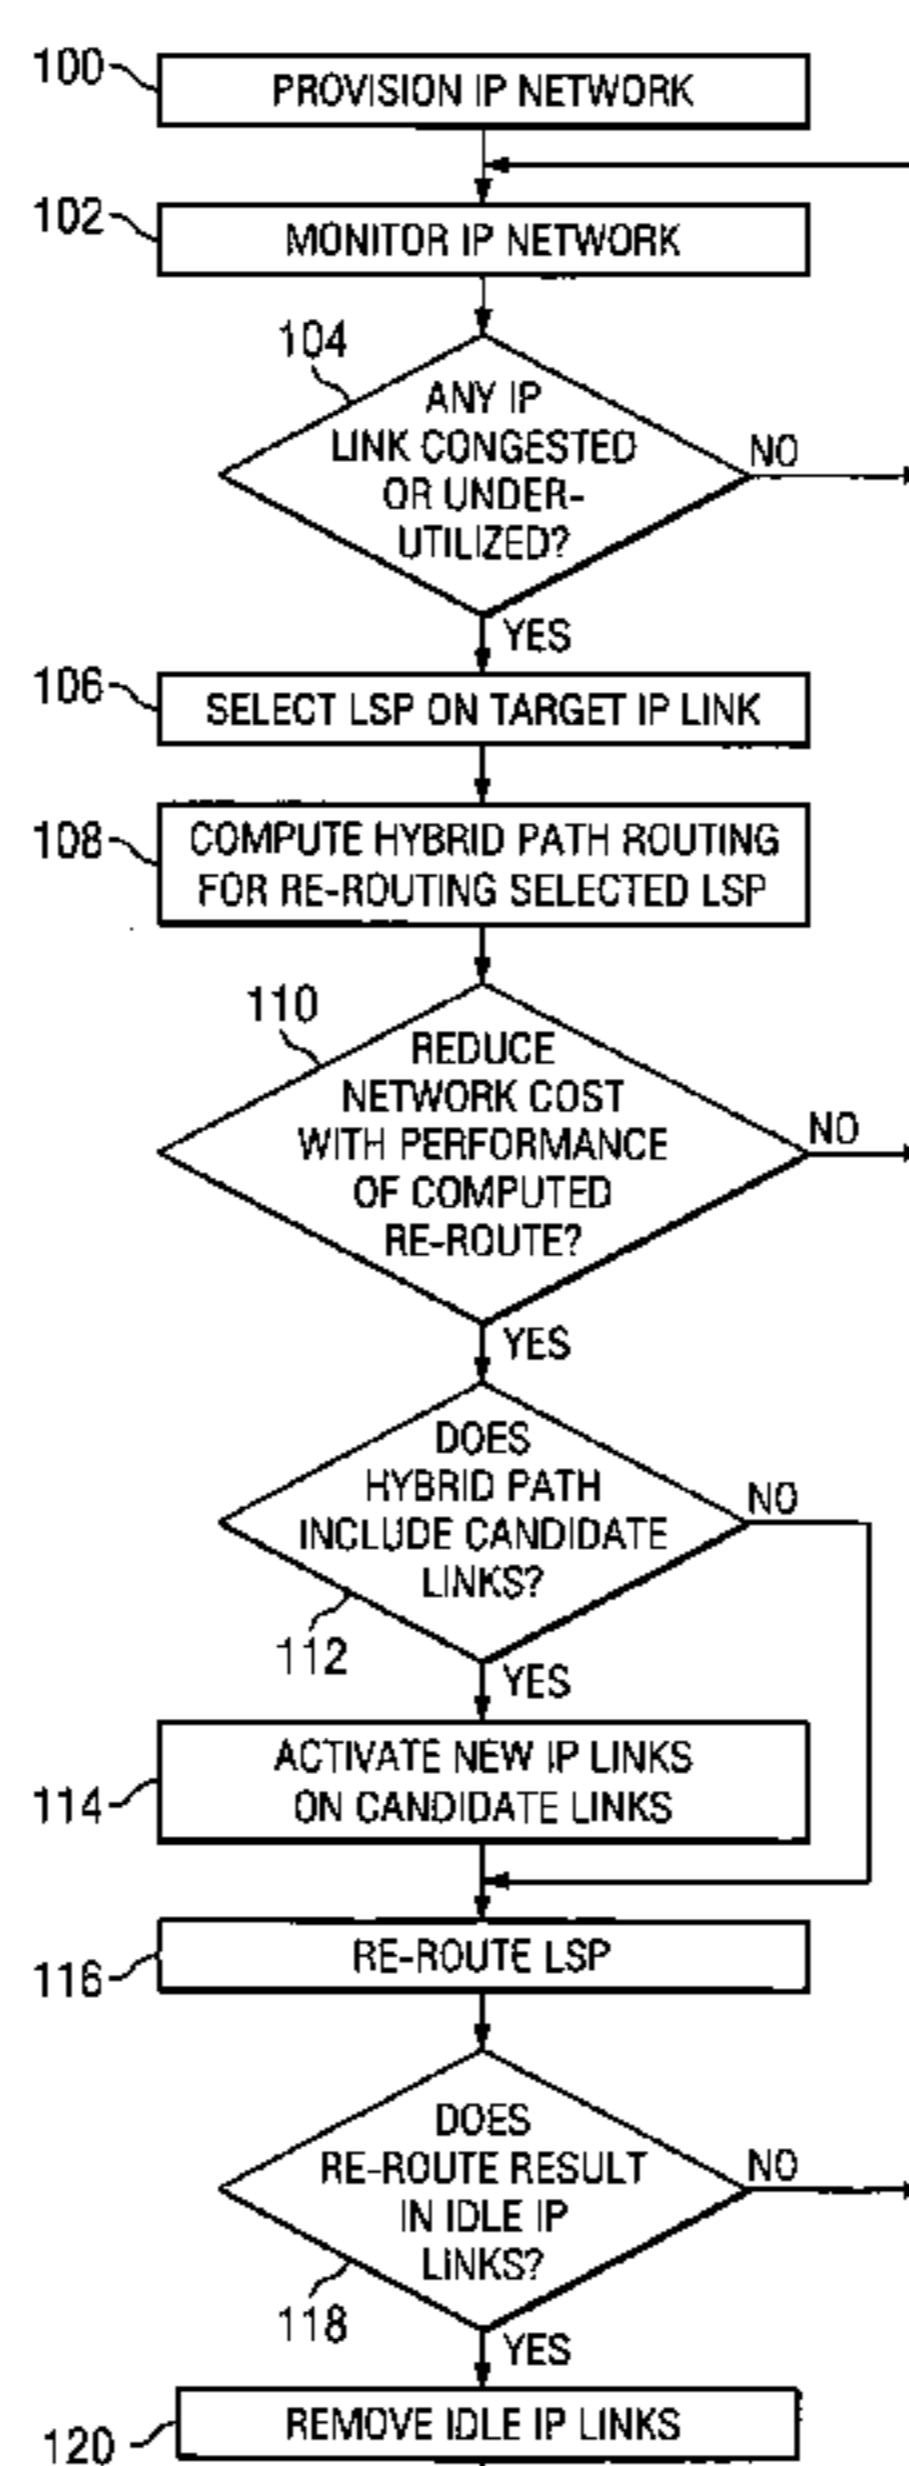 100
PROVISION IP NETWORK
102
MONITOR IP NETWORK
104
ANY IP
LINK CONGESTED
OR UNDER-
UTILIZED?
NO
YES
106
SELECT LSP ON TARGET IP LINK
108
COMPUTE HYBRID PATH ROUTING
FOR RE-ROUTING SELECTED LSP
110
REDUCE
NETWORK COST
WITH PERFORMANCE
OF COMPUTED
RE-ROUTE?
NO
YES
DOES
HYBRID PATH
INCLUDE CANDIDATE
LINKS?
NO
112
YES
114
ACTIVATE NEW IP LINKS
ON CANDIDATE LINKS
116
RE-ROUTE LSP
DOES
RE-ROUTE RESULT
IN IDLE IP
LINKS?
NO
118
YES
120
REMOVE IDLE IP LINKS